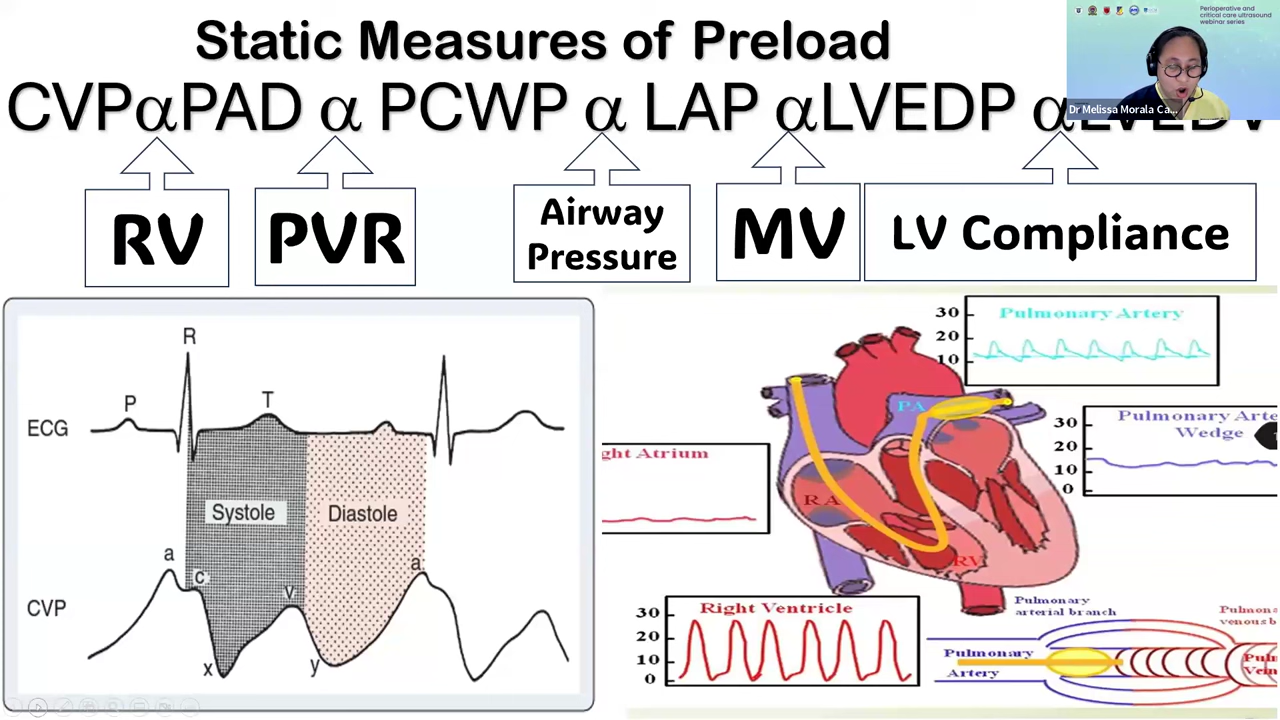 Static Measures of Preload
CVPαPAD α PCWP α LAP αLVEDP α
RV
PVR
Airway
Pressure
MV
LV Compliance
Perioperative and
critical care ultrasound
webinar series
Dr Melissa Morala Ca...
ECG
P
R
T
Systole
Diastole
CVP
a
c
x
v
y
a
30
20
10
Pulmonary Artery
30
20
10
0
Pulmonary Arte
Wedge
ght Atrium
PA
RA
RV
30
20
10
0
Right Ventricle
Pulmonary
arterial branch
Pulmona
venous b
Pulmonary
Artery
Pulm
Vein